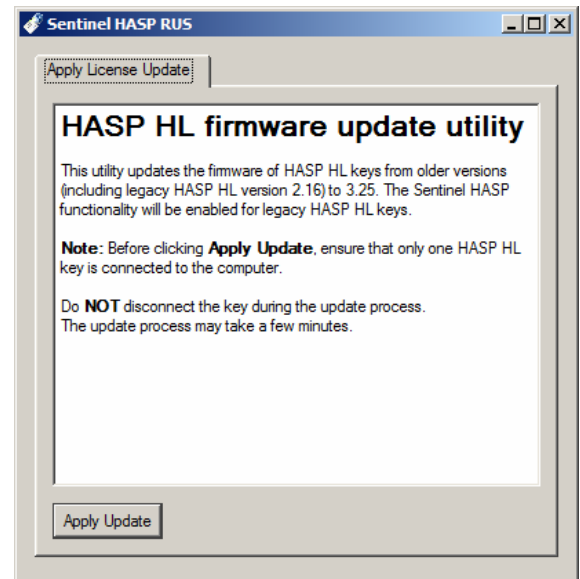 Sentinel HASP RUS
Apply License Update
HASP HL firmware update utility
This utility updates the firmware of HASP HL keys from older versions
(including legacy HASP HL version 2.16) to 3.25. The Sentinel HASP
functionality will be enabled for legacy HASP HL keys.
Note: Before clicking Apply Update, ensure that only one HASP HL
key is connected to the computer.
Do NOT disconnect the key during the update process.
The update process may take a few minutes.
Apply Update